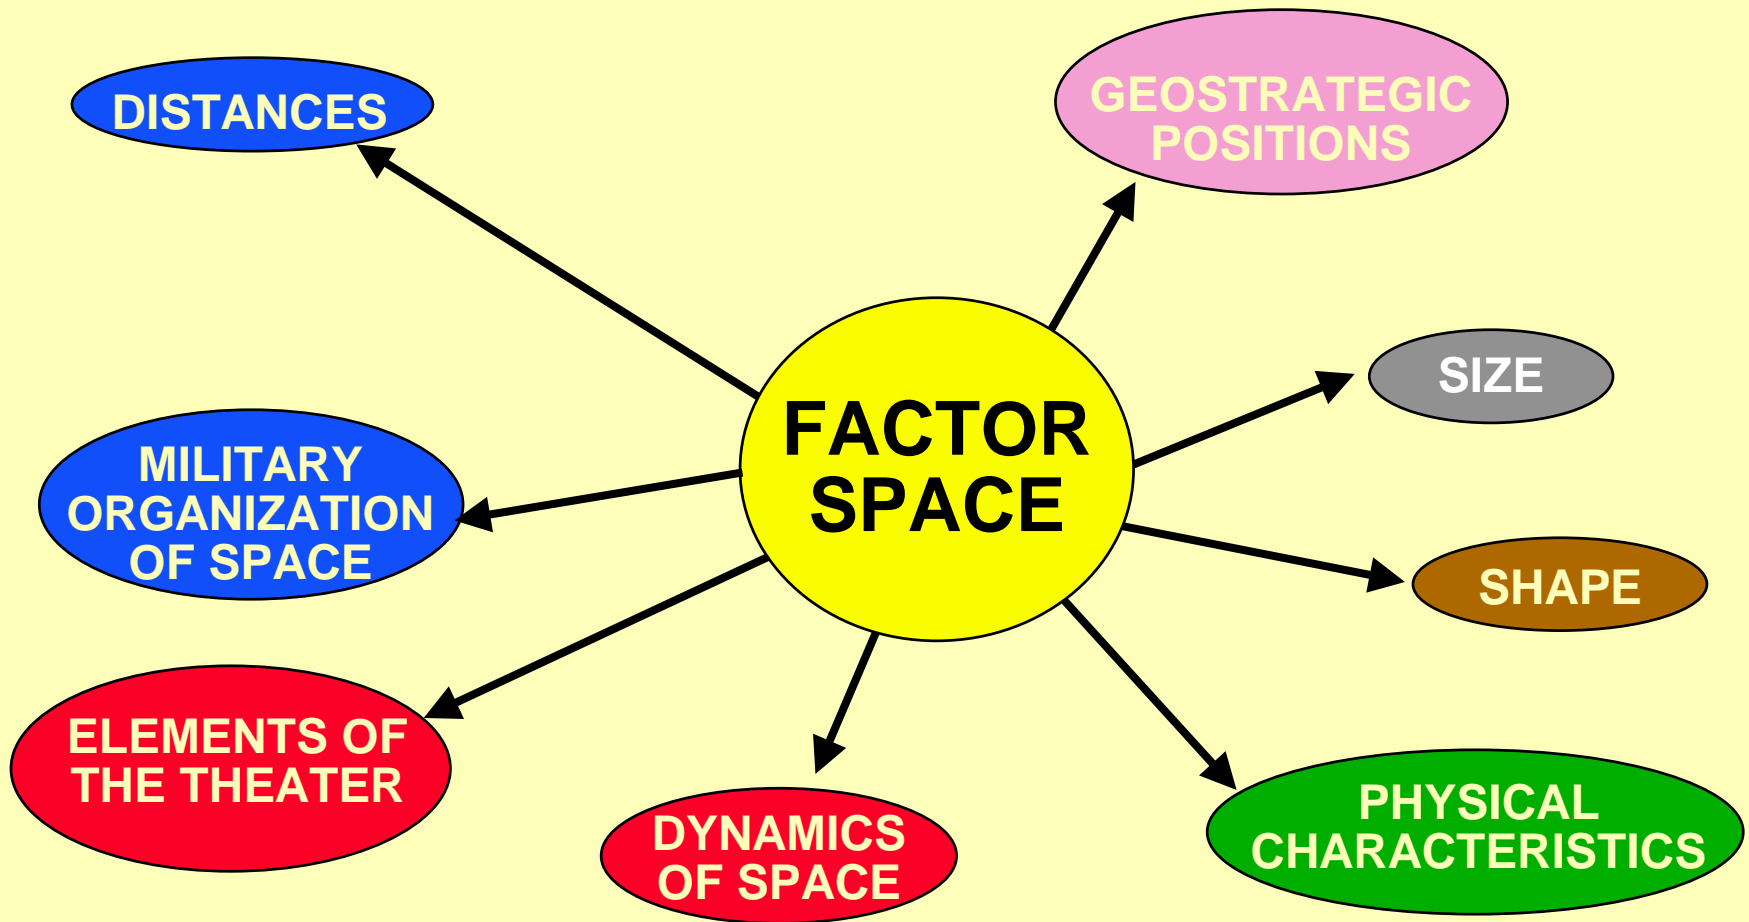 DISTANCES
GEOSTRATEGIC
POSITIONS
SIZE
FACTOR
SPACE
MILITARY
ORGANIZATION
OF SPACE
SHAPE
ELEMENTS OF
THE THEATER
DYNAMICS
OF SPACE
PHYSICAL
CHARACTERISTICS